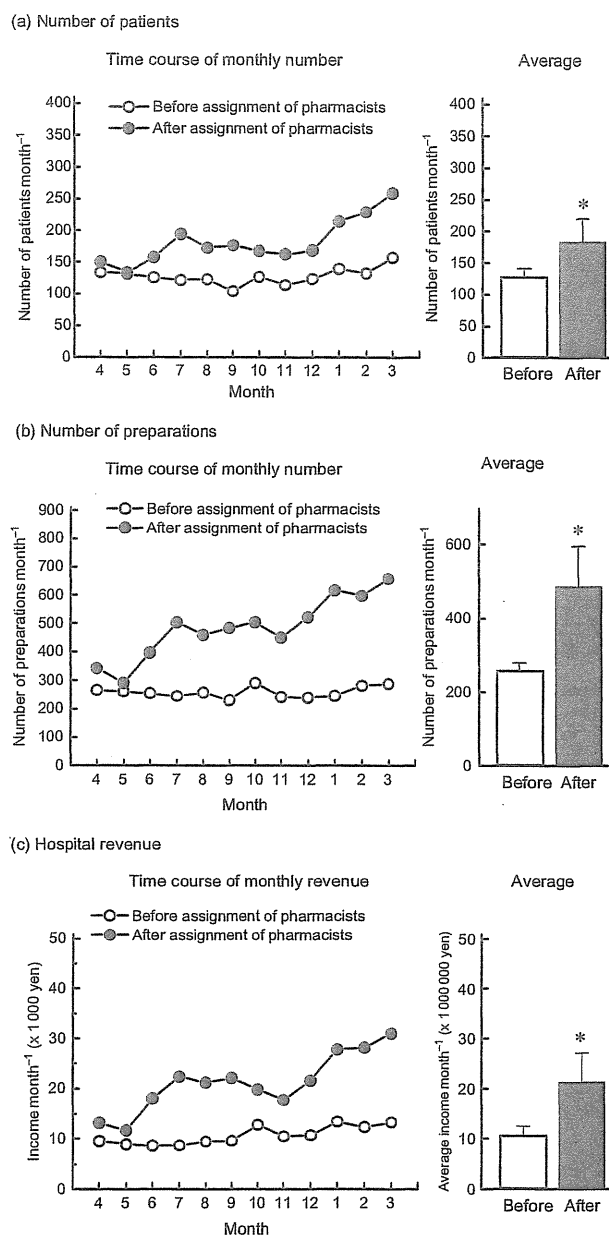 (a) Number of patients
Time course of monthly number
Average
Before assignment of pharmacists
After assignment of pharmacists
Number of patients month⁻¹
400
350
300
250
200
150
100
50
0
4 5 6 7 8 9 10 11 12 1 2 3
Month
Number of patients month⁻¹
400
350
300
250
200
150
100
50
0
*
Before After
(b) Number of preparations
Time course of monthly number
Average
Before assignment of pharmacists
After assignment of pharmacists
Number of preparations month⁻¹
900
800
700
600
500
400
300
200
100
0
4 5 6 7 8 9 10 11 12 1 2 3
Month
Number of preparations month⁻¹
600
400
200
0
*
Before After
(c) Hospital revenue
Time course of monthly revenue
Average
Before assignment of pharmacists
After assignment of pharmacists
Income month⁻¹ (x 1 000 yen)
50
40
30
20
10
0
4 5 6 7 8 9 10 11 12 1 2 3
Month
Average income month⁻¹ (x 1 000 000 yen)
50
40
30
20
10
0
*
Before After